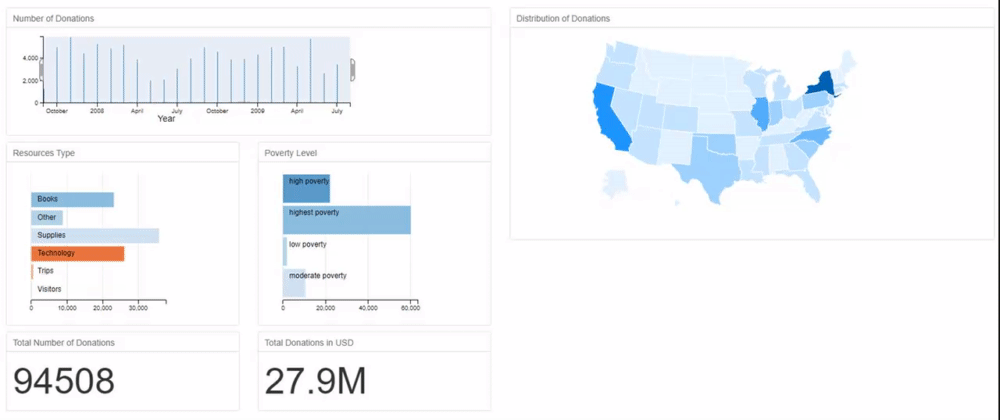 Number of Donations
4,000
2,000
0
October 2008 April July October 2009 April July
Year
Distribution of Donations
Resources Type
Books
Other
Supplies
Technology
Trips
Visitors
0 10,000 20,000 30,000
Poverty Level
high poverty
highest poverty
low poverty
moderate poverty
0 20,000 40,000 60,000
Total Number of Donations
94508
Total Donations in USD
27.9M